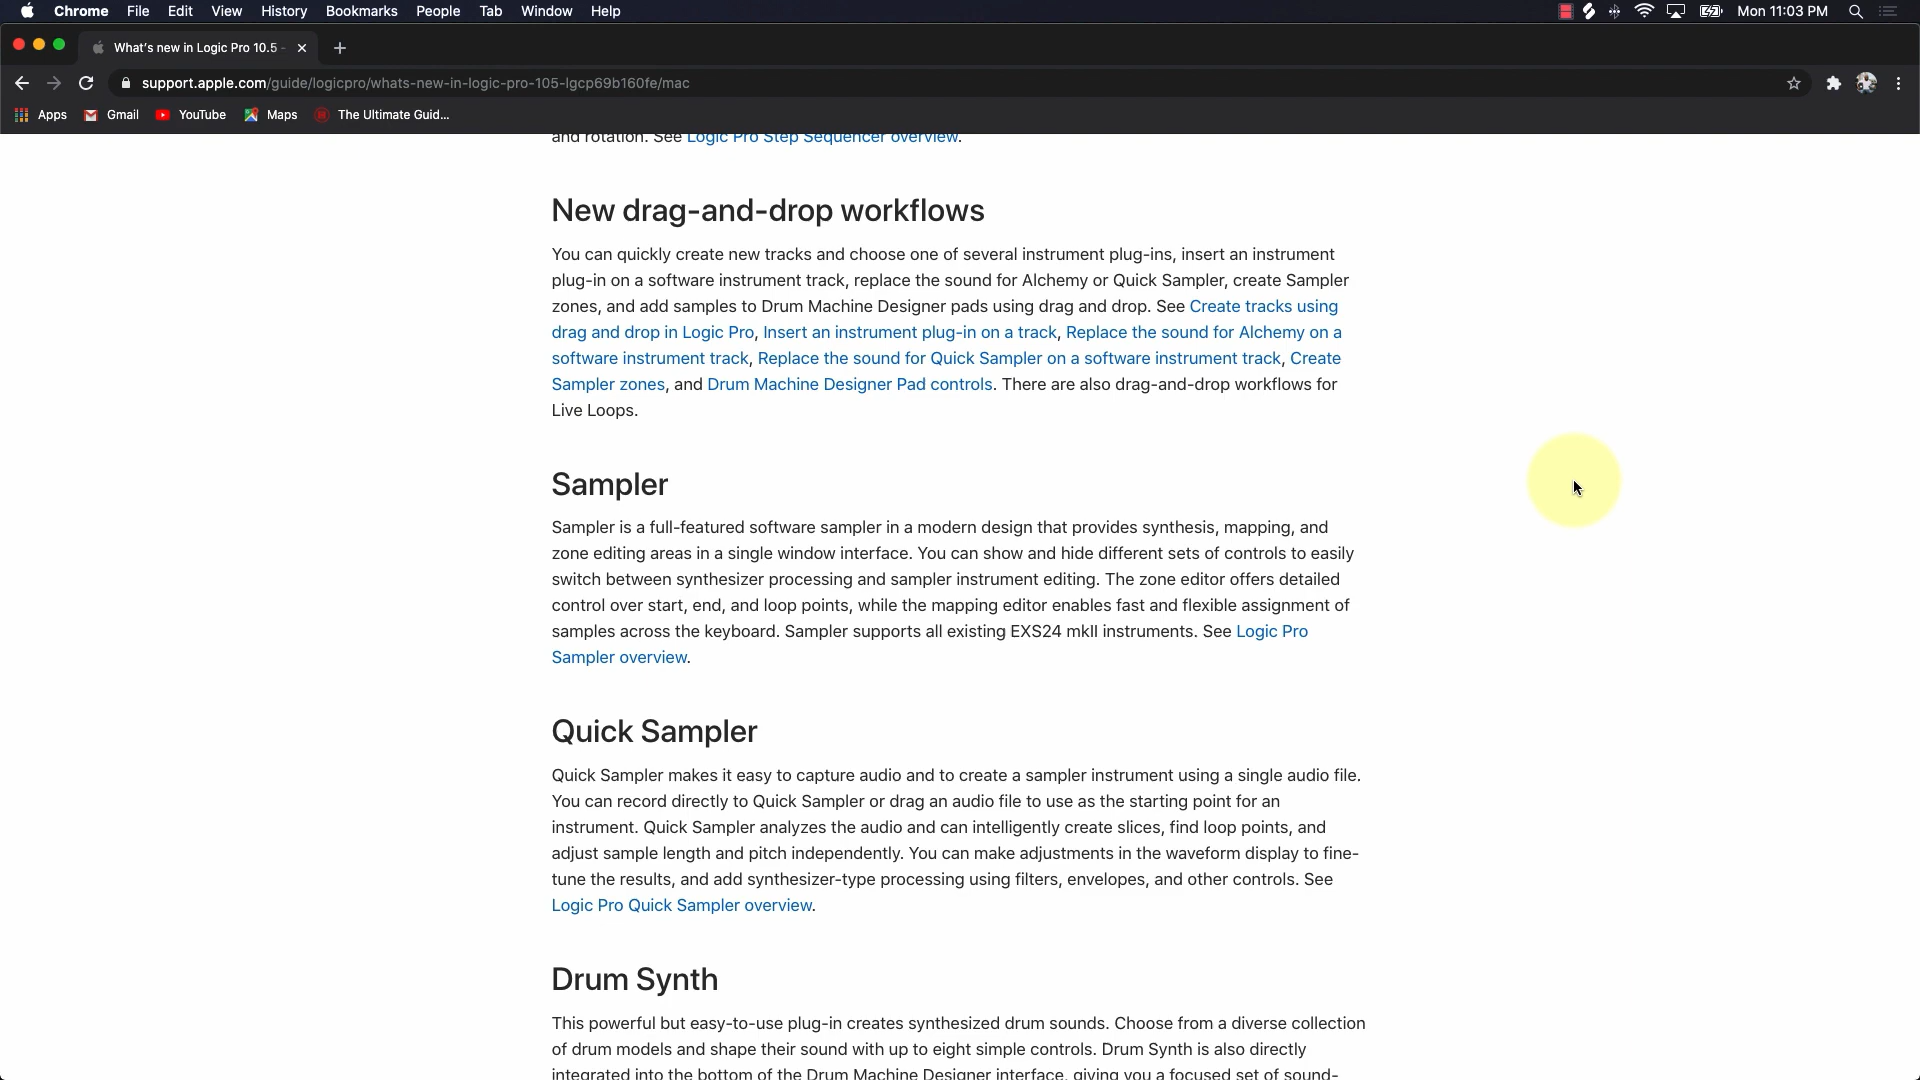 Chrome File Edit View History Bookmarks People Tab Window Help Mon 11:03 PM
What's new in Logic Pro 10.5 -
support.apple.com/guide/logicpro/whats-new-in-logic-pro-105-lgcp69b160fe/mac
Apps Gmail YouTube Maps The Ultimate Guid...
and rotation. See Logic Pro Step Sequencer overview.
New drag-and-drop workflows
You can quickly create new tracks and choose one of several instrument plug-ins, insert an instrument
plug-in on a software instrument track, replace the sound for Alchemy or Quick Sampler, create Sampler
zones, and add samples to Drum Machine Designer pads using drag and drop. See Create tracks using
drag and drop in Logic Pro, Insert an instrument plug-in on a track, Replace the sound for Alchemy on a
software instrument track, Replace the sound for Quick Sampler on a software instrument track, Create
Sampler zones, and Drum Machine Designer Pad controls. There are also drag-and-drop workflows for
Live Loops.
Sampler
Sampler is a full-featured software sampler in a modern design that provides synthesis, mapping, and
zone editing areas in a single window interface. You can show and hide different sets of controls to easily
switch between synthesizer processing and sampler instrument editing. The zone editor offers detailed
control over start, end, and loop points, while the mapping editor enables fast and flexible assignment of
samples across the keyboard. Sampler supports all existing EXS24 mkII instruments. See Logic Pro
Sampler overview.
Quick Sampler
Quick Sampler makes it easy to capture audio and to create a sampler instrument using a single audio file.
You can record directly to Quick Sampler or drag an audio file to use as the starting point for an
instrument. Quick Sampler analyzes the audio and can intelligently create slices, find loop points, and
adjust sample length and pitch independently. You can make adjustments in the waveform display to fine-
tune the results, and add synthesizer-type processing using filters, envelopes, and other controls. See
Logic Pro Quick Sampler overview.
Drum Synth
This powerful but easy-to-use plug-in creates synthesized drum sounds. Choose from a diverse collection
of drum models and shape their sound with up to eight simple controls. Drum Synth is also directly
integrated into the bottom of the Drum Machine Designer interface, giving you a focused set of sound-